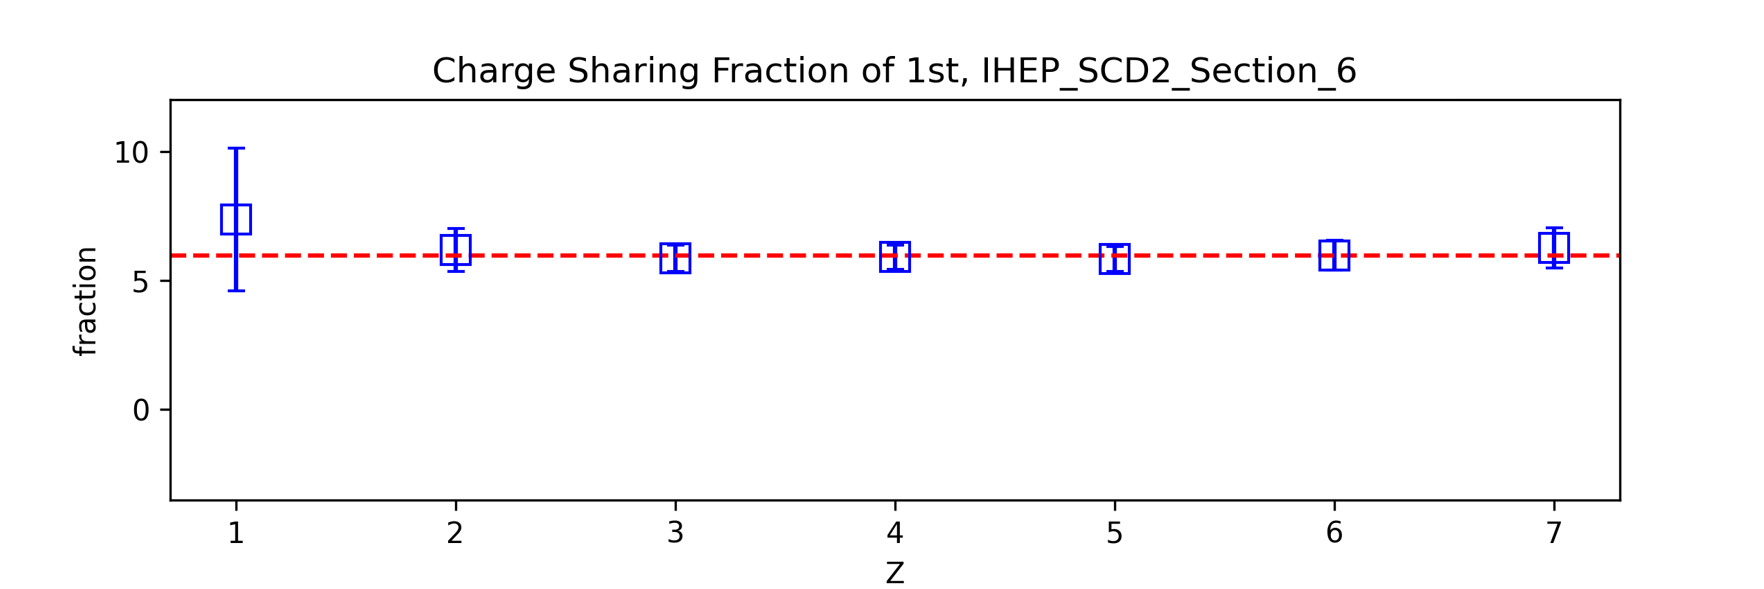 Charge Sharing Fraction of 1st, IHEP_SCD2_Section_6
10
5
0
fraction
1 2 3 4 5 6 7
Z